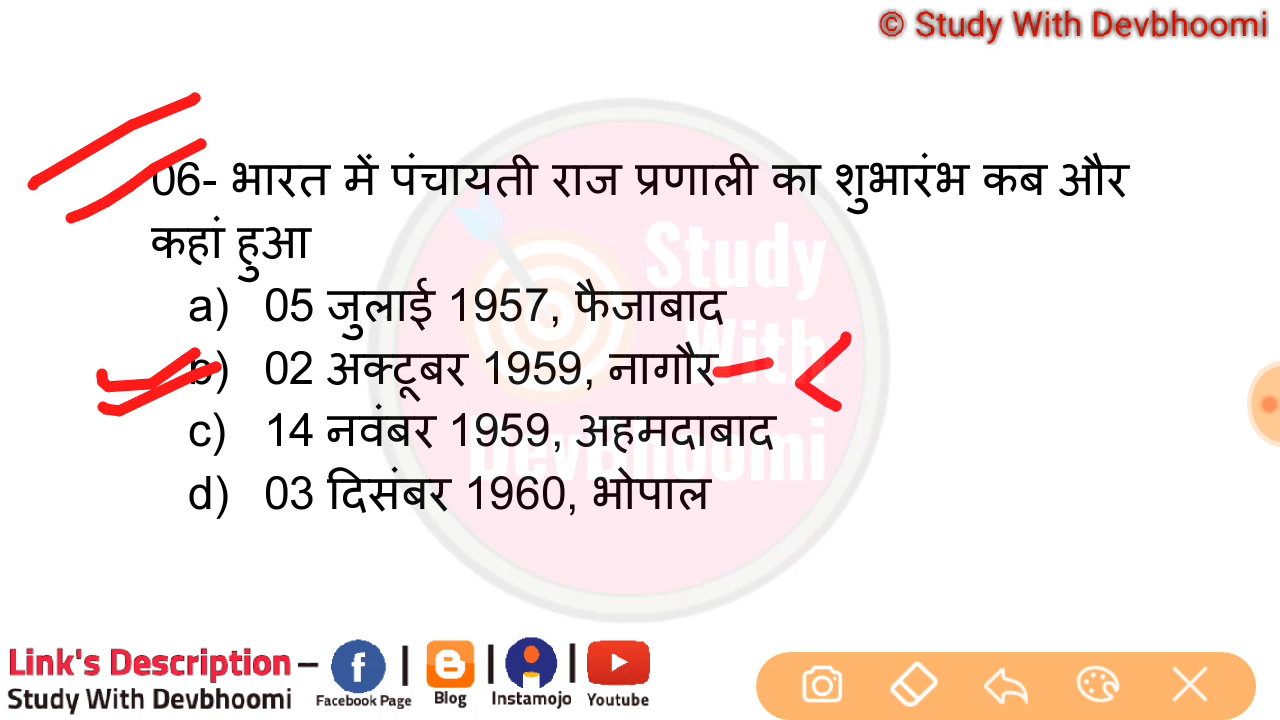 © Study With Devbhoomi
06- भारत में पंचायती राज प्रणाली का शुभारंभ कब और
कहां हुआ
a) 05 जुलाई 1957, फैजाबाद
b) 02 अक्टूबर 1959, नागौर
c) 14 नवंबर 1959, अहमदाबाद
d) 03 दिसंबर 1960, भोपाल
Study
With
DevBhoomi
Link's Description –
Study With Devbhoomi
Facebook Page | Blog | Instamojo | Youtube